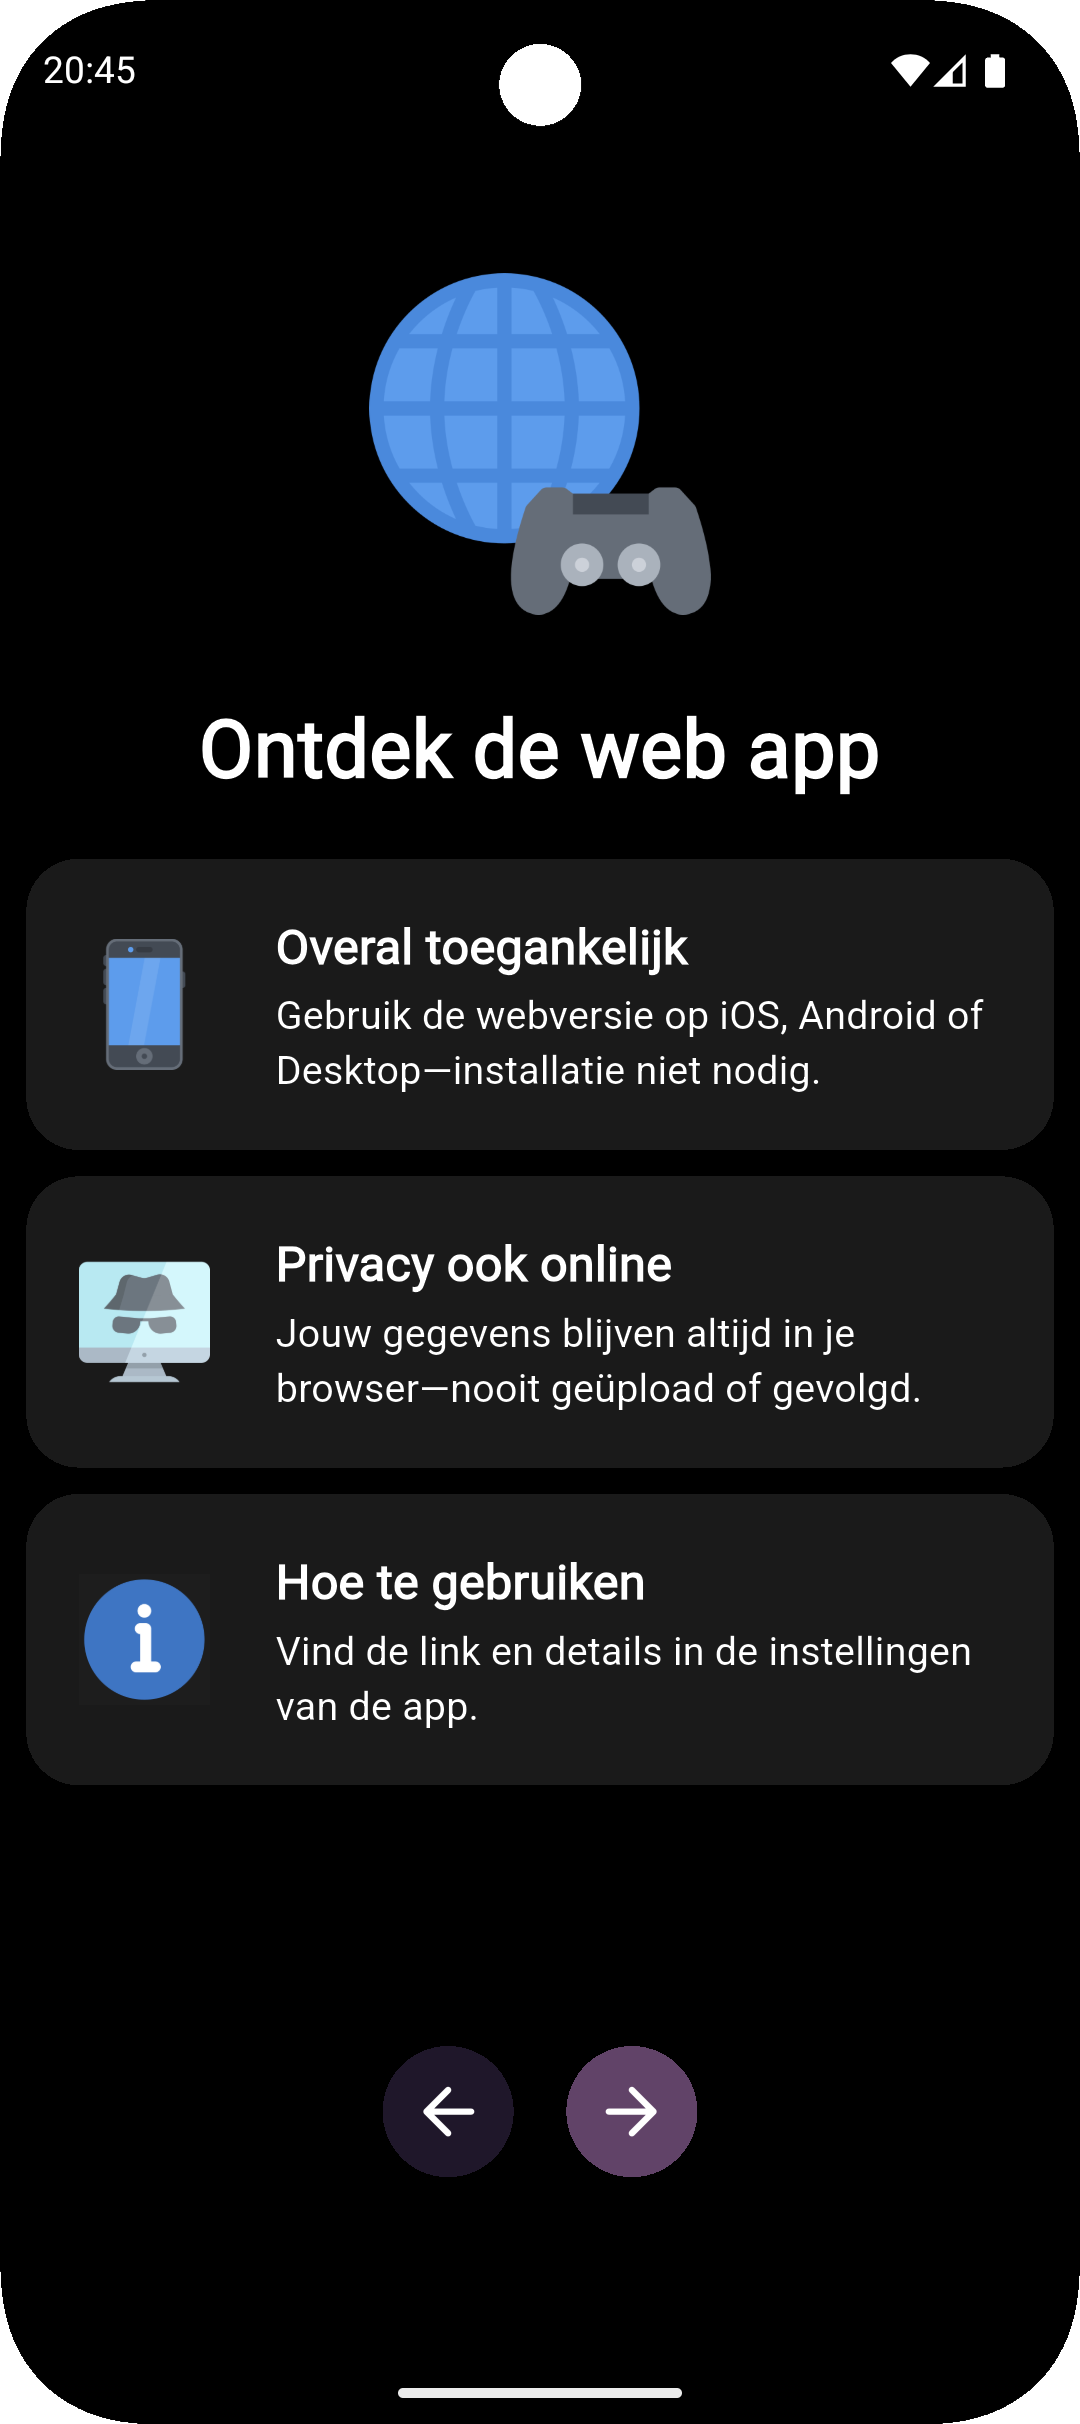 20:45
Ontdek de web app
Overal toegankelijk
Gebruik de webversie op iOS, Android of
Desktop—installatie niet nodig.
Privacy ook online
Jouw gegevens blijven altijd in je
browser—nooit geüpload of gevolgd.
Hoe te gebruiken
Vind de link en details in de instellingen
van de app.